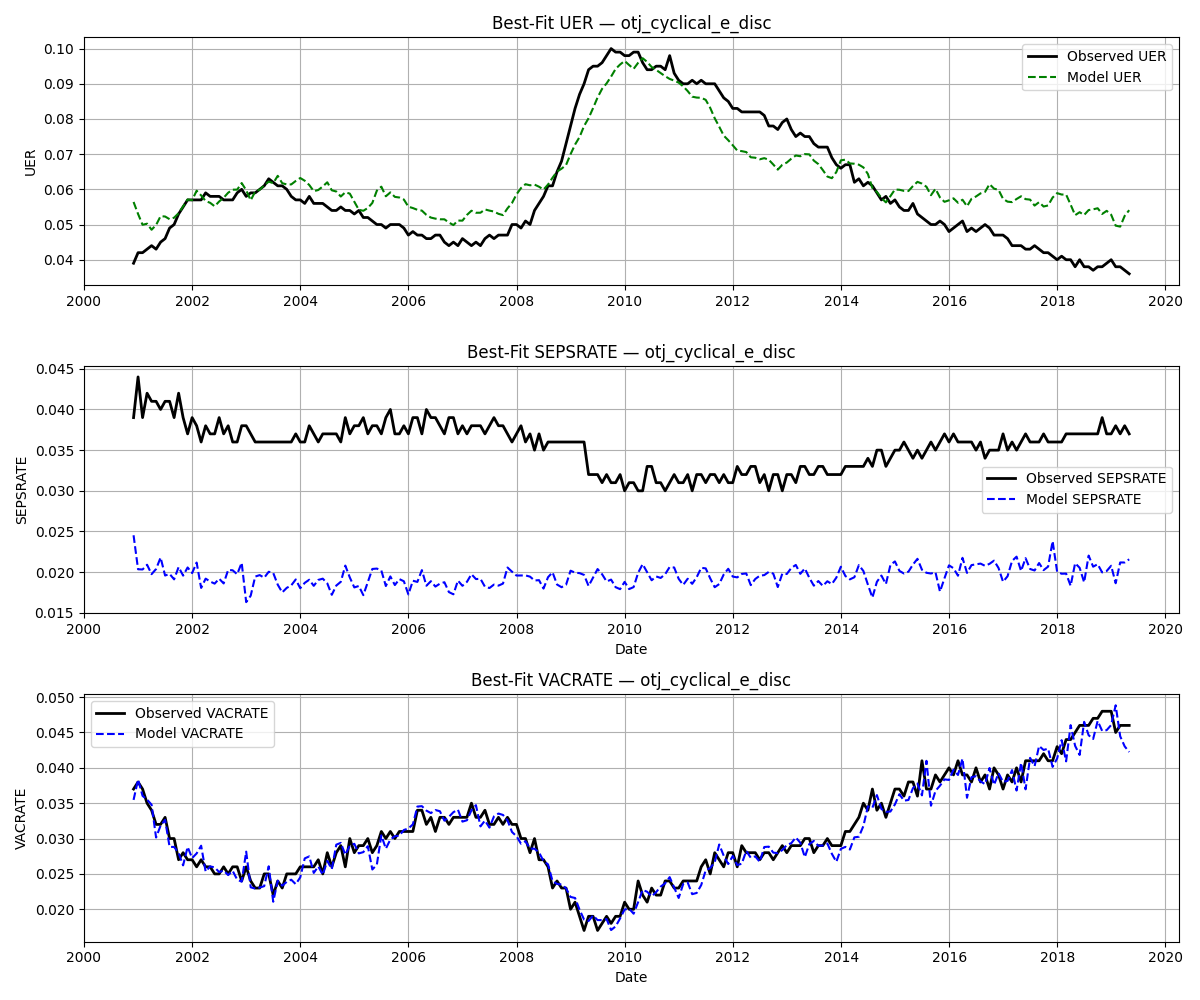 Best-Fit UER — otj_cyclical_e_disc
0.10
0.09
0.08
0.07
0.06
0.05
0.04
UER
Observed UER
Model UER
2000 2002 2004 2006 2008 2010 2012 2014 2016 2018 2020
Best-Fit SEPSRATE — otj_cyclical_e_disc
0.045
0.040
0.035
0.030
0.025
0.020
0.015
SEPSRATE
Observed SEPSRATE
Model SEPSRATE
2000 2002 2004 2006 2008 2010 2012 2014 2016 2018 2020
Date
Best-Fit VACRATE — otj_cyclical_e_disc
0.050
0.045
0.040
0.035
0.030
0.025
0.020
VACRATE
Observed VACRATE
Model VACRATE
2000 2002 2004 2006 2008 2010 2012 2014 2016 2018 2020
Date